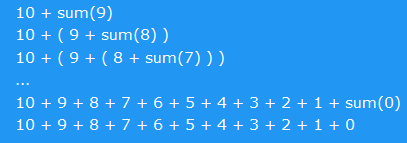 10 + sum(9)
10 + ( 9 + sum(8) )
10 + ( 9 + ( 8 + sum(7) ) )
...
10 + 9 + 8 + 7 + 6 + 5 + 4 + 3 + 2 + 1 + sum(0)
10 + 9 + 8 + 7 + 6 + 5 + 4 + 3 + 2 + 1 + 0